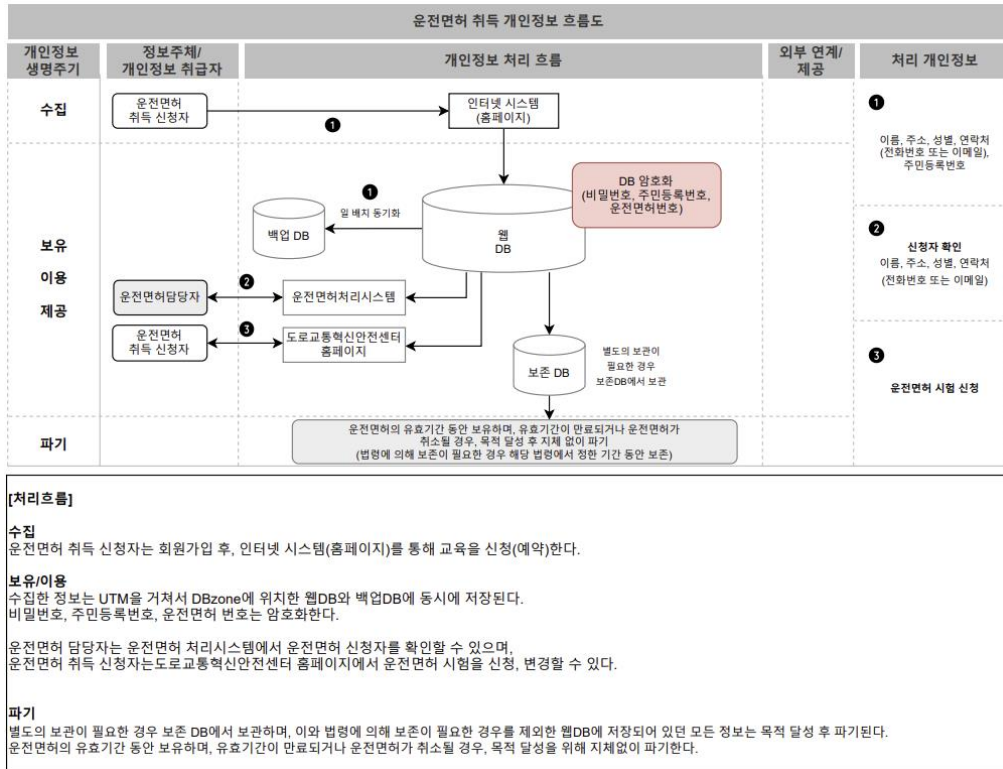 운전면허 취득 개인정보 흐름도
개인정보
생명주기
정보주체/
개인정보 취급자
개인정보 처리 흐름
외부 연계/
제공
처리 개인정보
수집
운전면허
취득 신청자
1
인터넷 시스템
(홈페이지)
1
이름, 주소, 성별, 연락처
(전화번호 또는 이메일),
주민등록번호
보유
이용
제공
백업 DB
1
일 배치 동기화
웹
DB
DB 암호화
(비밀번호, 주민등록번호,
운전면허번호)
2
신청자 확인
이름, 주소, 성별, 연락처
(전화번호 또는 이메일)
운전면허담당자
2
운전면허처리시스템
운전면허
취득 신청자
3
도로교통혁신안전센터
홈페이지
보존 DB
별도의 보관이
필요한 경우
보존DB에서 보관
3
운전면허 시험 신청
파기
운전면허의 유효기간 동안 보유하며, 유효기간이 만료되거나 운전면허가
취소될 경우, 목적 달성 후 지체 없이 파기
(법령에 의해 보존이 필요한 경우 해당 법령에서 정한 기간 동안 보존)
[처리흐름]
수집
운전면허 취득 신청자는 회원가입 후, 인터넷 시스템(홈페이지)를 통해 교육을 신청(예약)한다.
보유/이용
수집한 정보는 UTM을 거쳐서 DBzone에 위치한 웹DB와 백업DB에 동시에 저장된다.
비밀번호, 주민등록번호, 운전면허 번호는 암호화한다.
운전면허 담당자는 운전면허 처리시스템에서 운전면허 신청자를 확인할 수 있으며,
운전면허 취득 신청자는도로교통혁신안전센터 홈페이지에서 운전면허 시험을 신청, 변경할 수 있다.
파기
별도의 보관이 필요한 경우 보존 DB에서 보관하며, 이와 법령에 의해 보존이 필요한 경우를 제외한 웹DB에 저장되어 있던 모든 정보는 목적 달성 후 파기된다.
운전면허의 유효기간 동안 보유하며, 유효기간이 만료되거나 운전면허가 취소될 경우, 목적 달성을 위해 지체없이 파기한다.